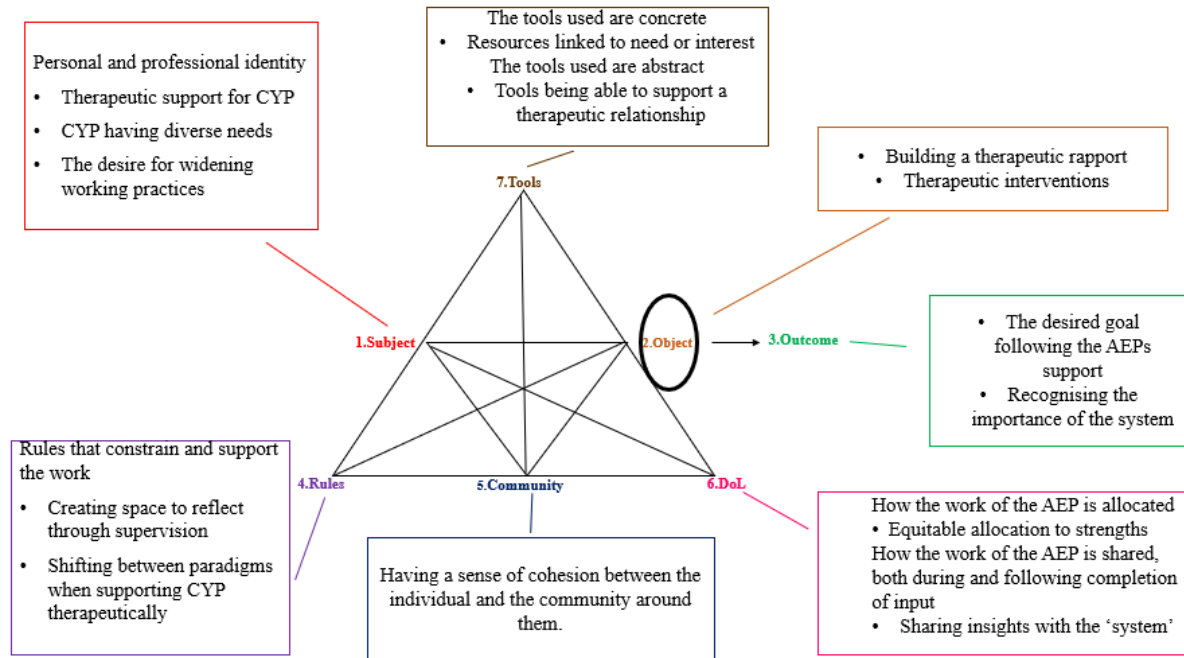 The tools used are concrete
• Resources linked to need or interest
The tools used are abstract
• Tools being able to support a
therapeutic relationship
Personal and professional identity
• Therapeutic support for CYP
• CYP having diverse needs
• The desire for widening
working practices
• Building a therapeutic rapport
• Therapeutic interventions
7.Tools
1.Subject
2.Object
3.Outcome
• The desired goal
following the AEPs
support
• Recognising the
importance of the system
4.Rules
5.Community
6.DoL
Rules that constrain and support
the work
• Creating space to reflect
through supervision
• Shifting between paradigms
when supporting CYP
therapeutically
Having a sense of cohesion between the
individual and the community around
them.
How the work of the AEP is allocated
• Equitable allocation to strengths
How the work of the AEP is shared,
both during and following completion
of input
• Sharing insights with the ‘system’